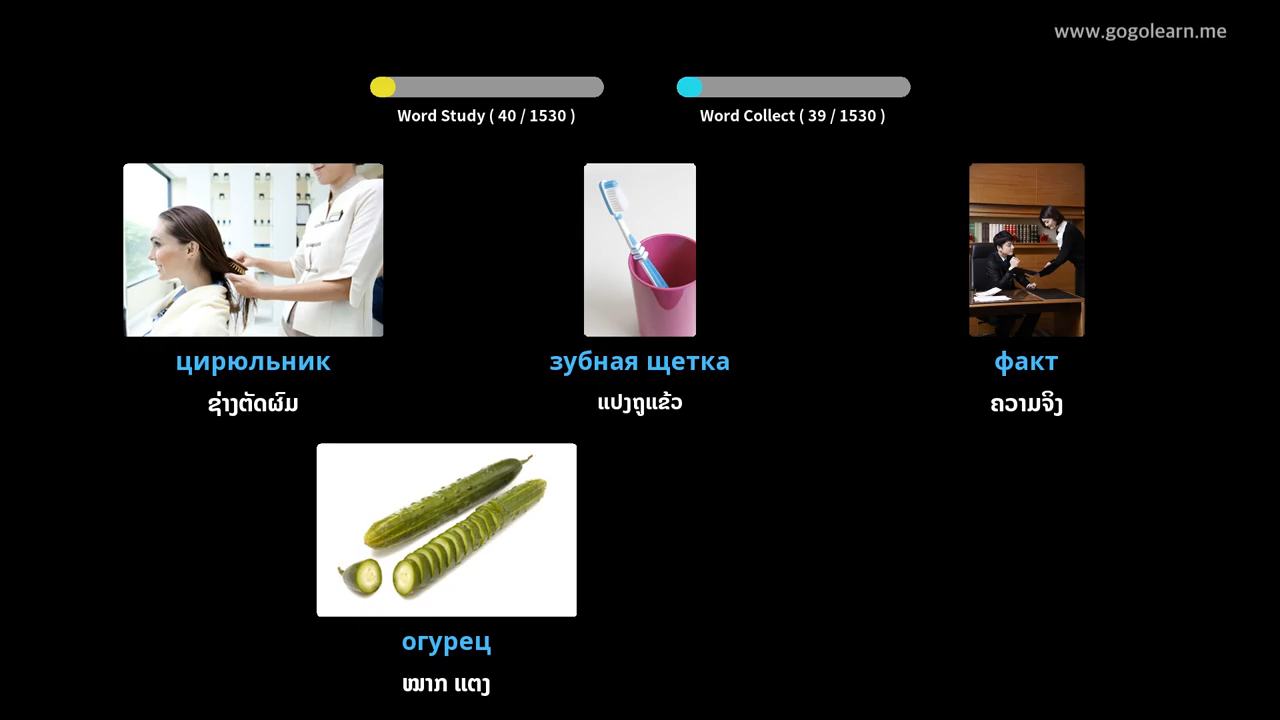 www.gogolearn.me
Word Study ( 40 / 1530 )
Word Collect ( 39 / 1530 )
цирюльник
зубная щетка
факт
ຊ່າງຕັດຜົມ
ແປງຖູແຂ້ວ
ຄວາມຈິງ
огурец
ໝາກ ແຕງ